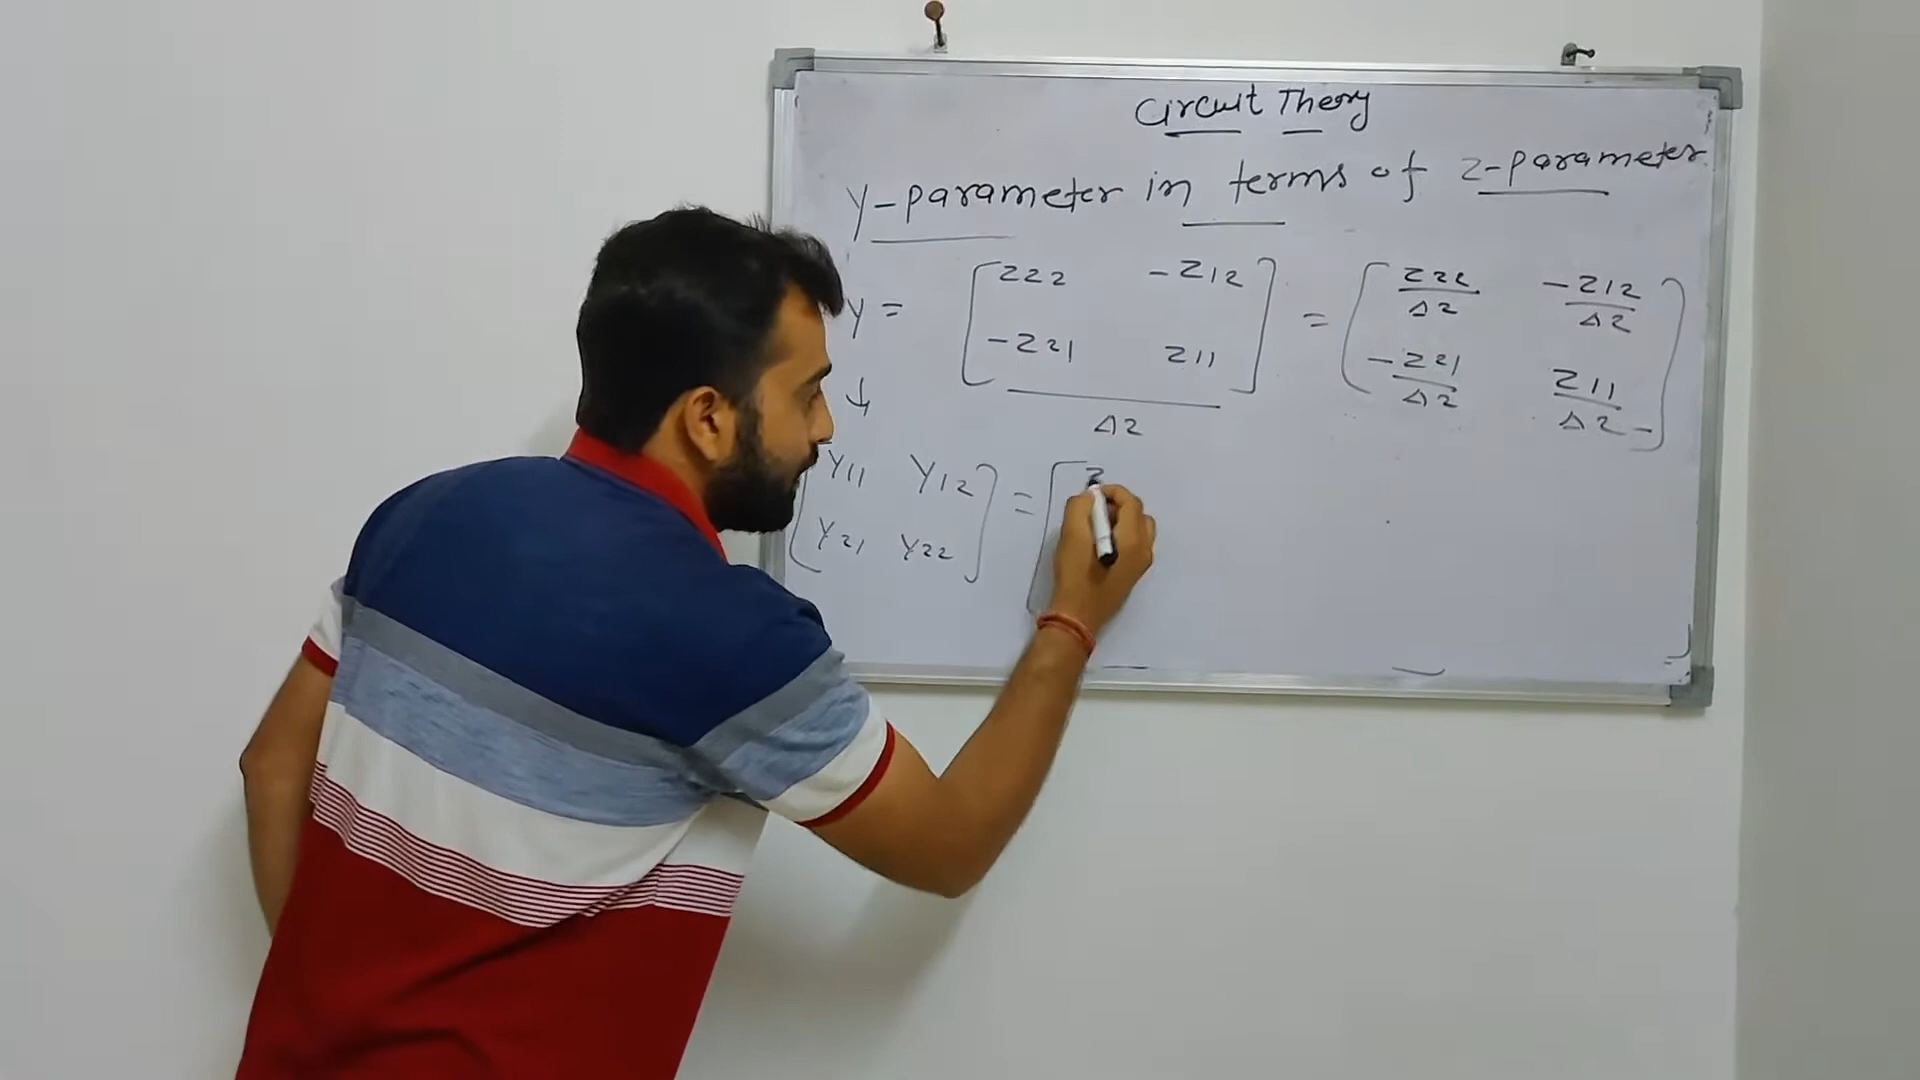 Circuit Theory
Y-parameter in terms of Z-parameter
Y = [ Z22 -Z12 ] = [ Z22/ΔZ -Z12/ΔZ ]
[ -Z21 Z11 ] [ -Z21/ΔZ Z11/ΔZ ]
ΔZ
↓
[ Y11 Y12 ] = [ Z
[ Y21 Y22 ]